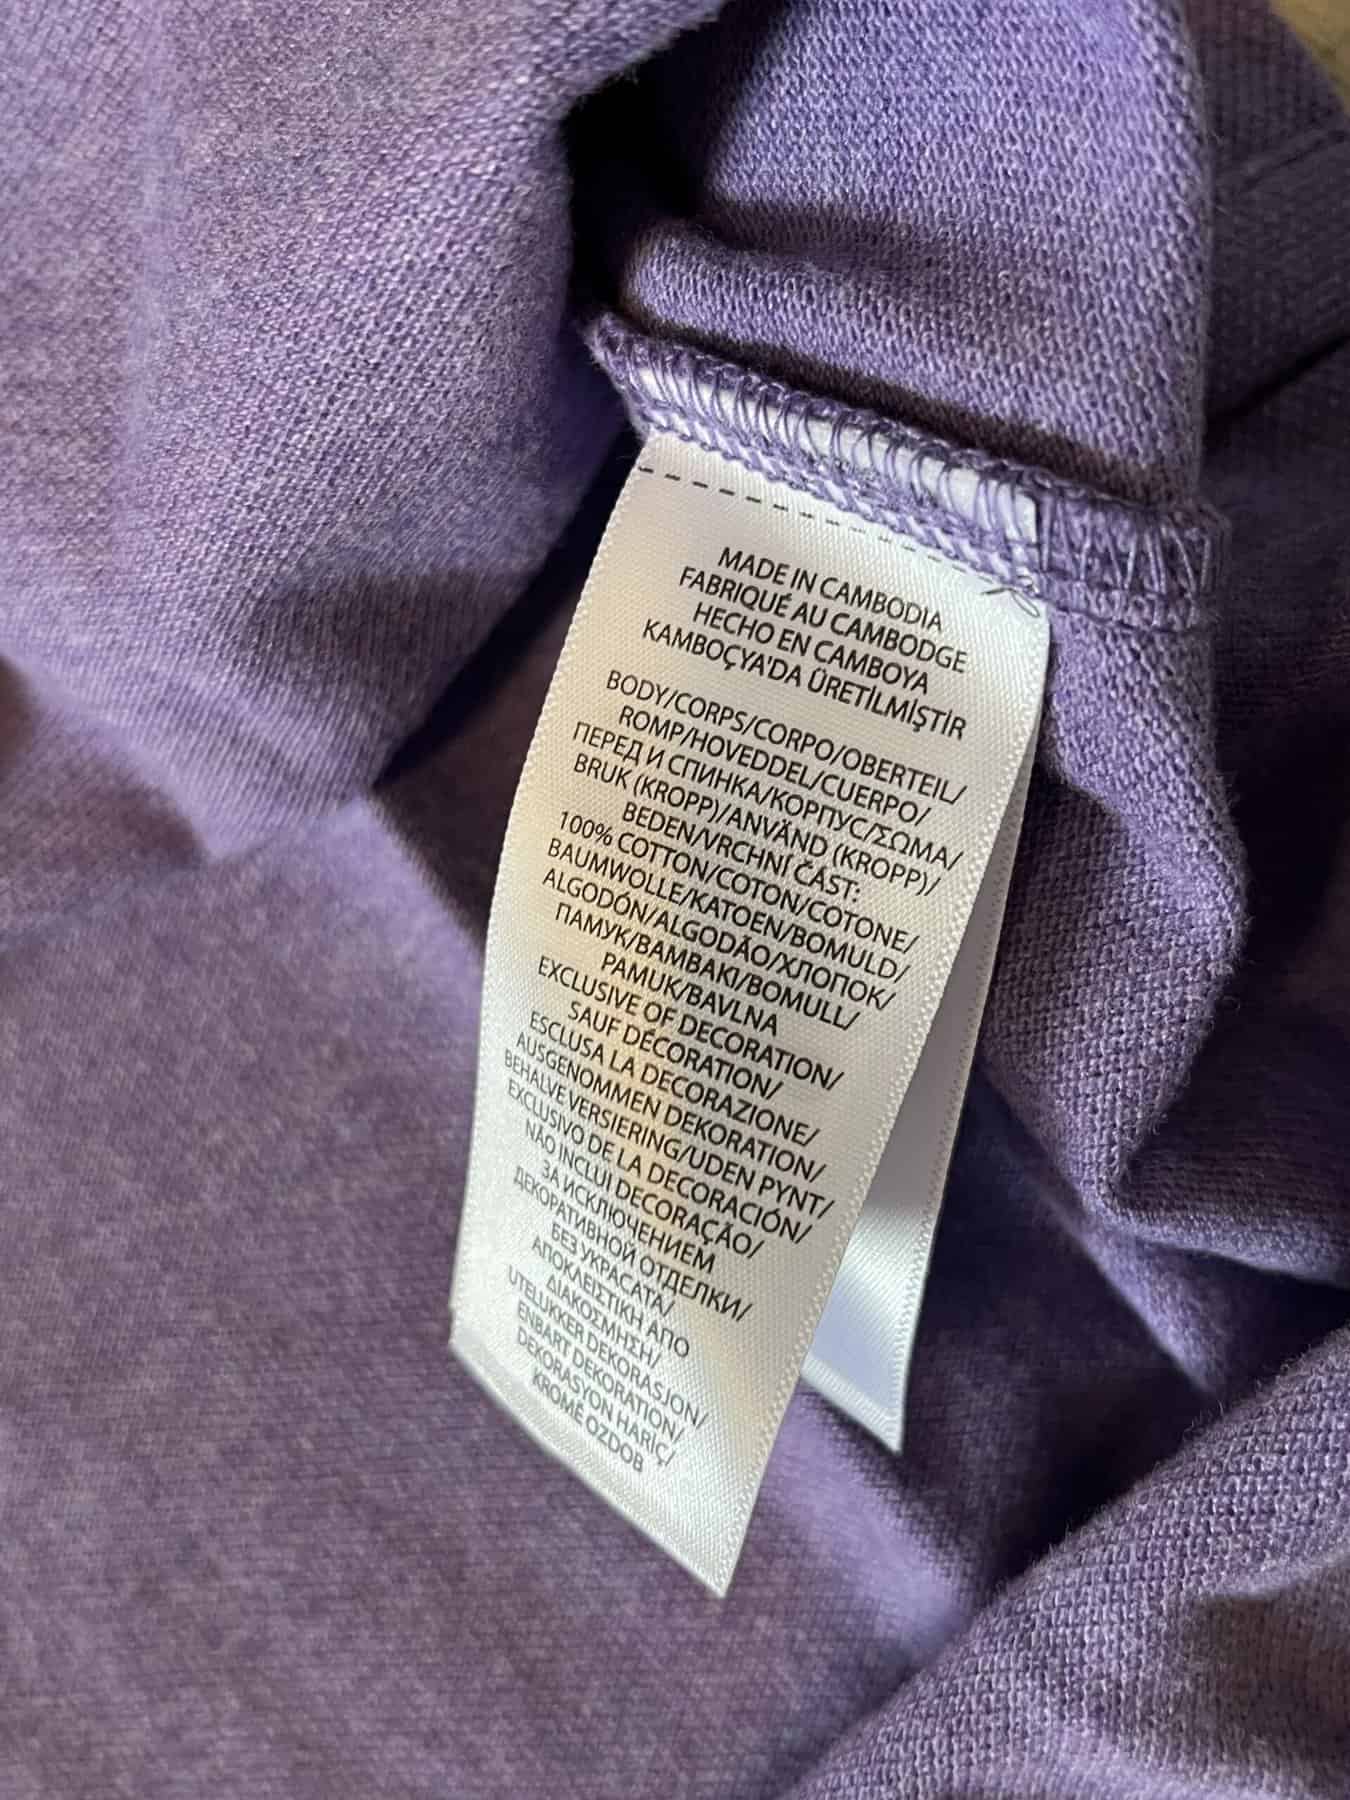 MADE IN CAMBODIA
FABRIQUÉ AU CAMBODGE
HECHO EN CAMBOYA
KAMBOÇYA'DA ÜRETİLMİŞTİR
BODY/CORPS/CORPO/OBERTEIL/
ROMP/HOVEDDEL/CUERPO/
ПЕРЕД И СПИНКА/КОРПУС/ΣΩΜΑ/
BRUK (KROPP)/ANVÄND (KROPP)/
BEDEN/VRCHNÍ ČÁST:
100% COTTON/COTON/COTONE/
BAUMWOLLE/KATOEN/BOMULD/
ALGODÓN/ALGODÃO/ХЛОПОК/
ПАМУК/ΒΑΜΒΑΚΙ/BOMULL/
PAMUK/BAVLNA
EXCLUSIVE OF DECORATION/
SAUF DÉCORATION/
ESCLUSA LA DECORAZIONE/
AUSGENOMMEN DEKORATION/
BEHALVE VERSIERING/UDEN PYNT/
EXCLUSIVO DE LA DECORACIÓN/
NÃO INCLUI DECORAÇÃO/
ЗА ИСКЛЮЧЕНИЕМ
ДЕКОРАТИВНОЙ ОТДЕЛКИ/
БЕЗ УКРАСАТА/
ΑΠΟΚΛΕΙΣΤΙΚΗ ΑΠΟ
ΔΙΑΚΟΣΜΗΣΗ/
UTELUKKER DEKORASJON/
ENBART DEKORATION/
DEKORASYON HARİÇ/
KROMĚ OZDOB